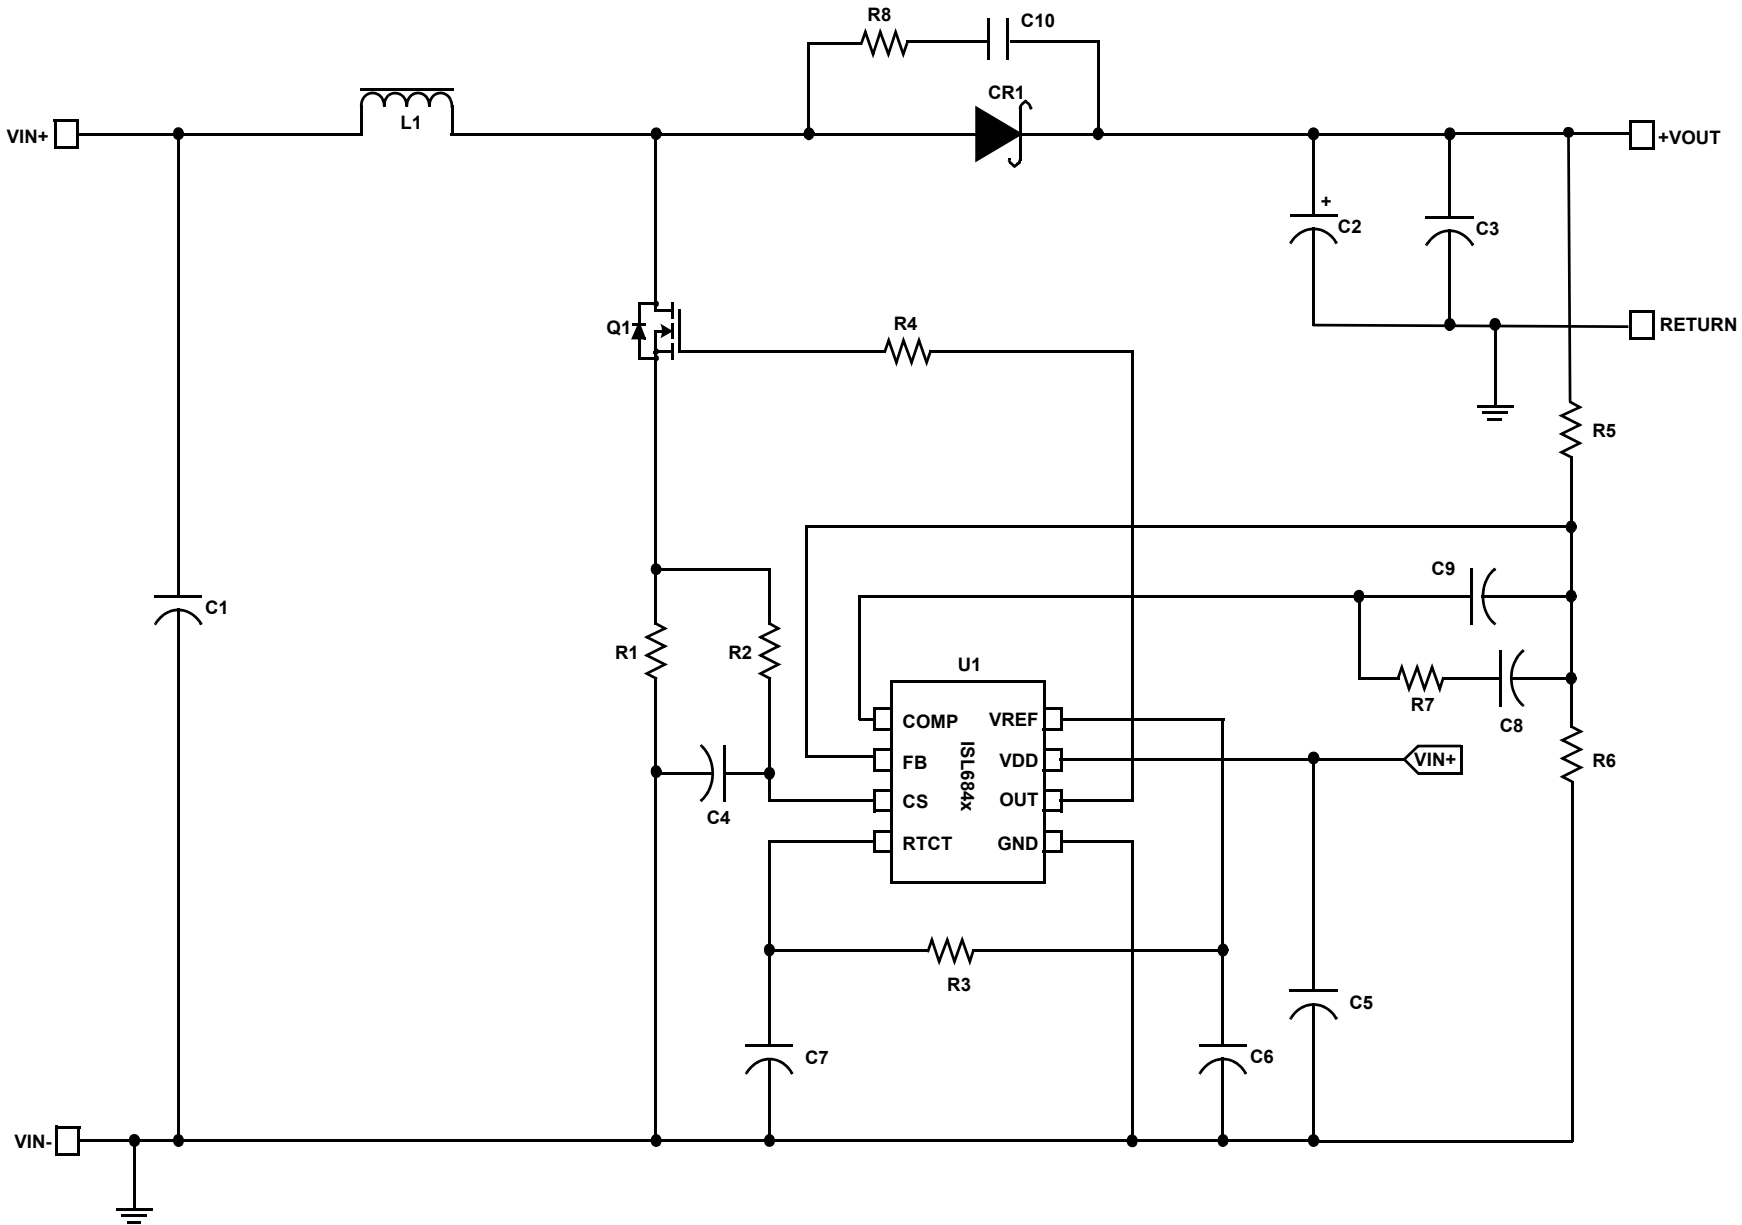 R8
C10
CR1
VIN+
L1
+VOUT
+
C2
C3
Q1
R4
RETURN
R5
C9
C1
R1
R2
U1
R7
C8
COMP
VREF
FB
VDD
CS
OUT
RTCT
GND
ISL684x
VIN+
R6
C4
R3
C5
C7
C6
VIN-